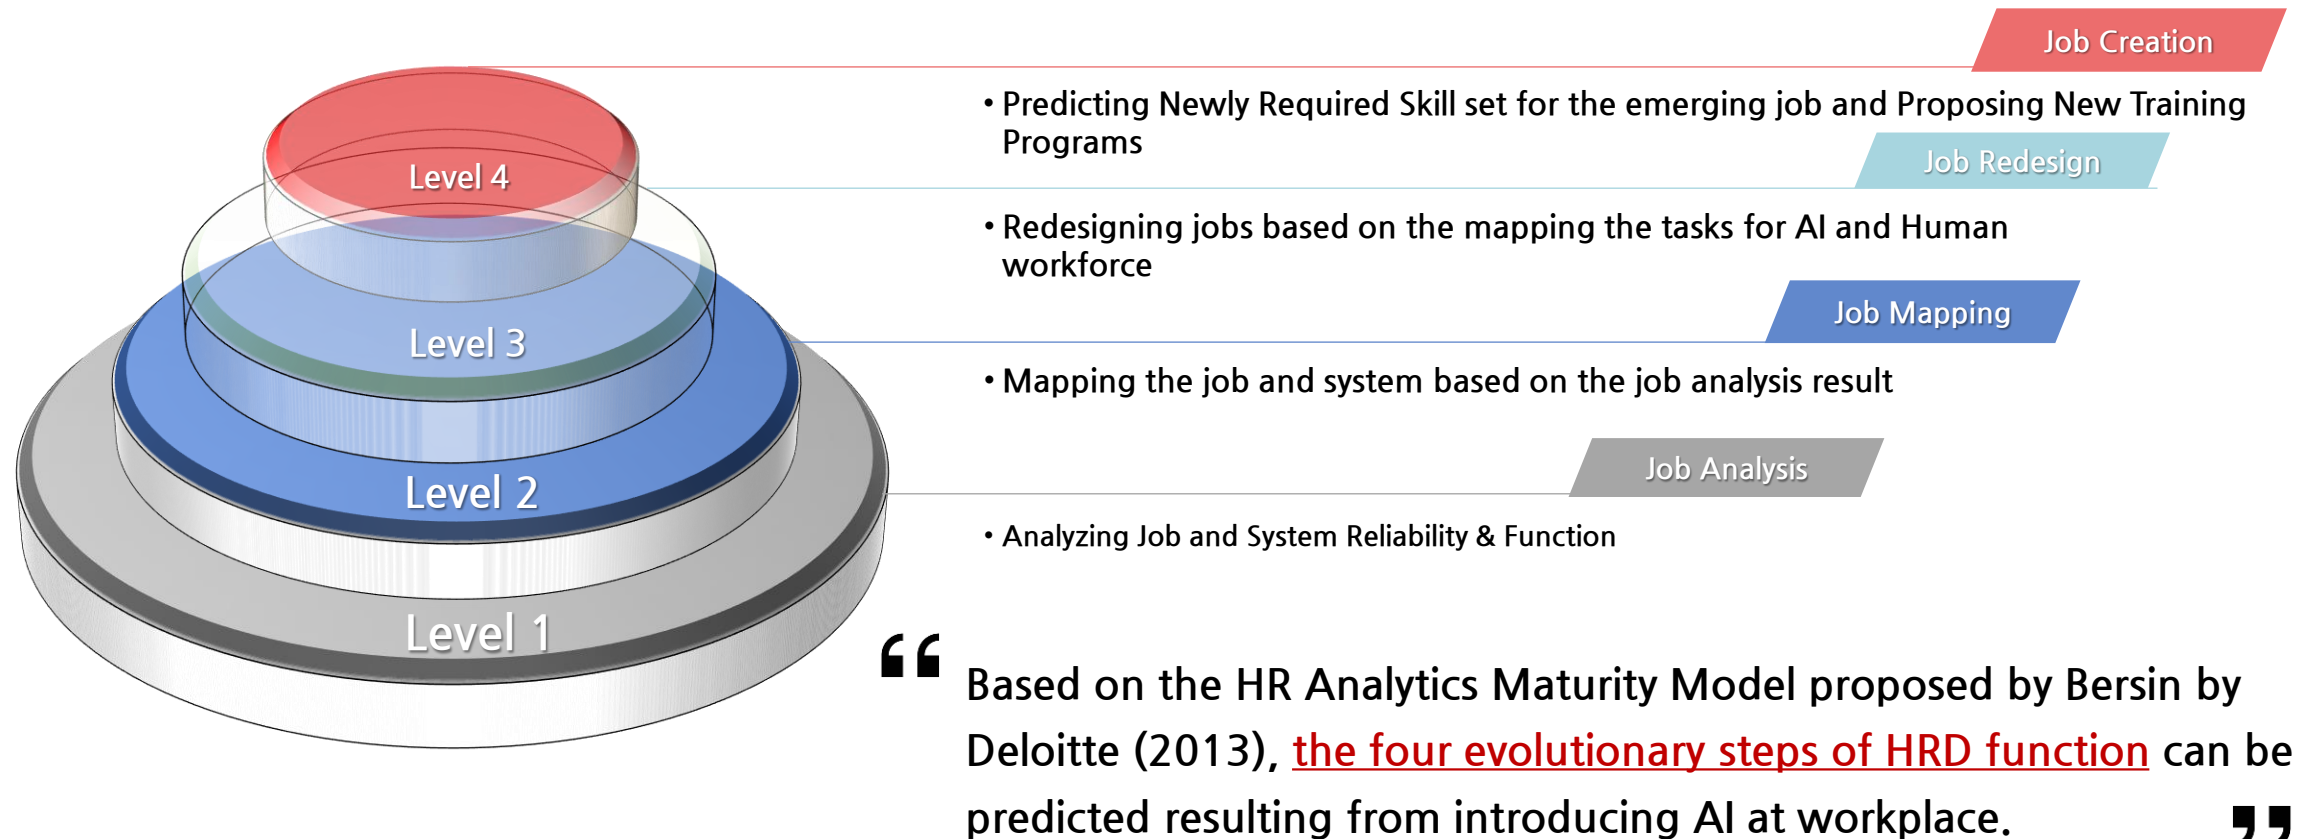 Job Creation
• Predicting Newly Required Skill set for the emerging job and Proposing New Training
Programs
Job Redesign
Level 4
• Redesigning jobs based on the mapping the tasks for AI and Human
workforce
Job Mapping
Level 3
• Mapping the job and system based on the job analysis result
Job Analysis
Level 2
• Analyzing Job and System Reliability & Function
Level 1
“ Based on the HR Analytics Maturity Model proposed by Bersin by
Deloitte (2013), the four evolutionary steps of HRD function can be
predicted resulting from introducing AI at workplace. ”